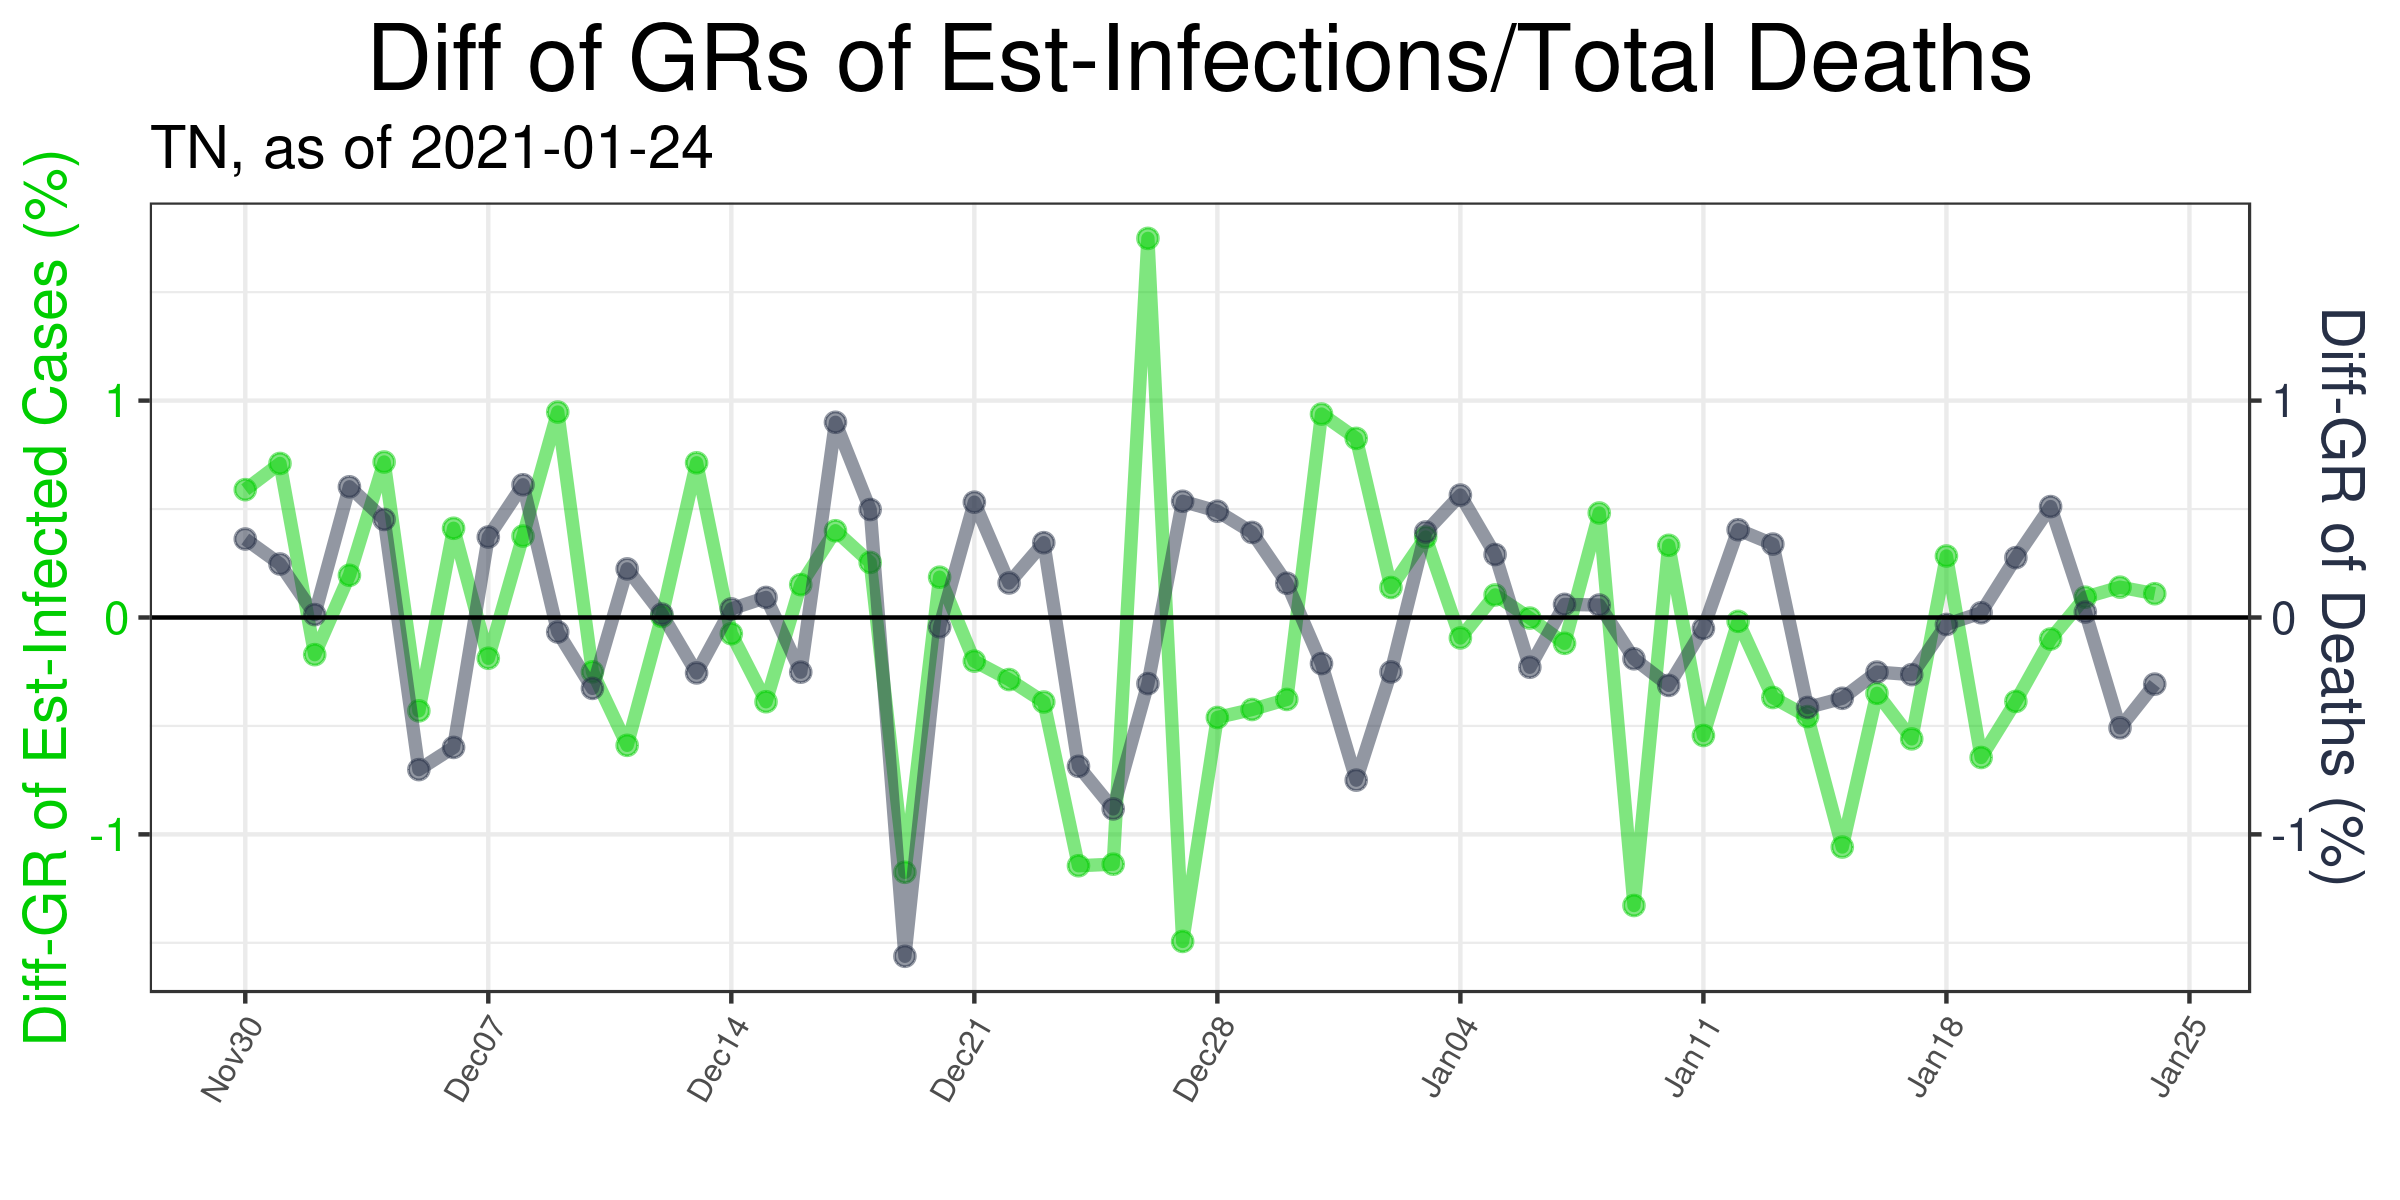 Diff of GRs of Est-Infections/Total Deaths
TN, as of 2021-01-24
Diff-GR of Est-Infected Cases (%)
1
0
-1
1
0
-1
Diff-GR of Deaths (%)
Nov30
Dec07
Dec14
Dec21
Dec28
Jan04
Jan11
Jan18
Jan25